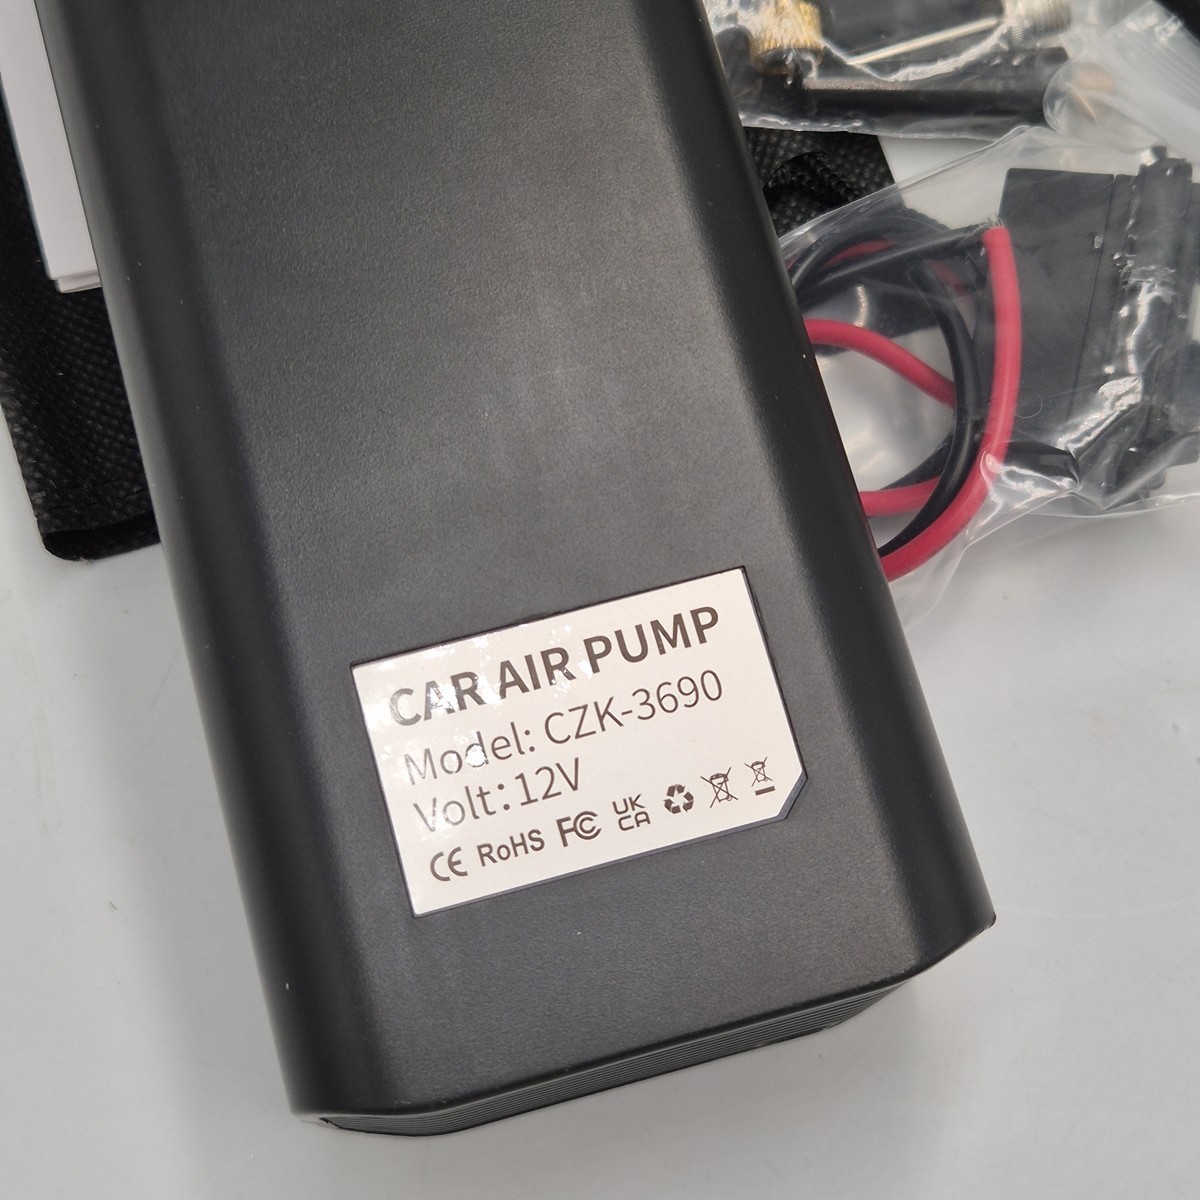 CAR AIR PUMP
Model: CZK-3690
Volt:12V
CE RoHS FC UK CA